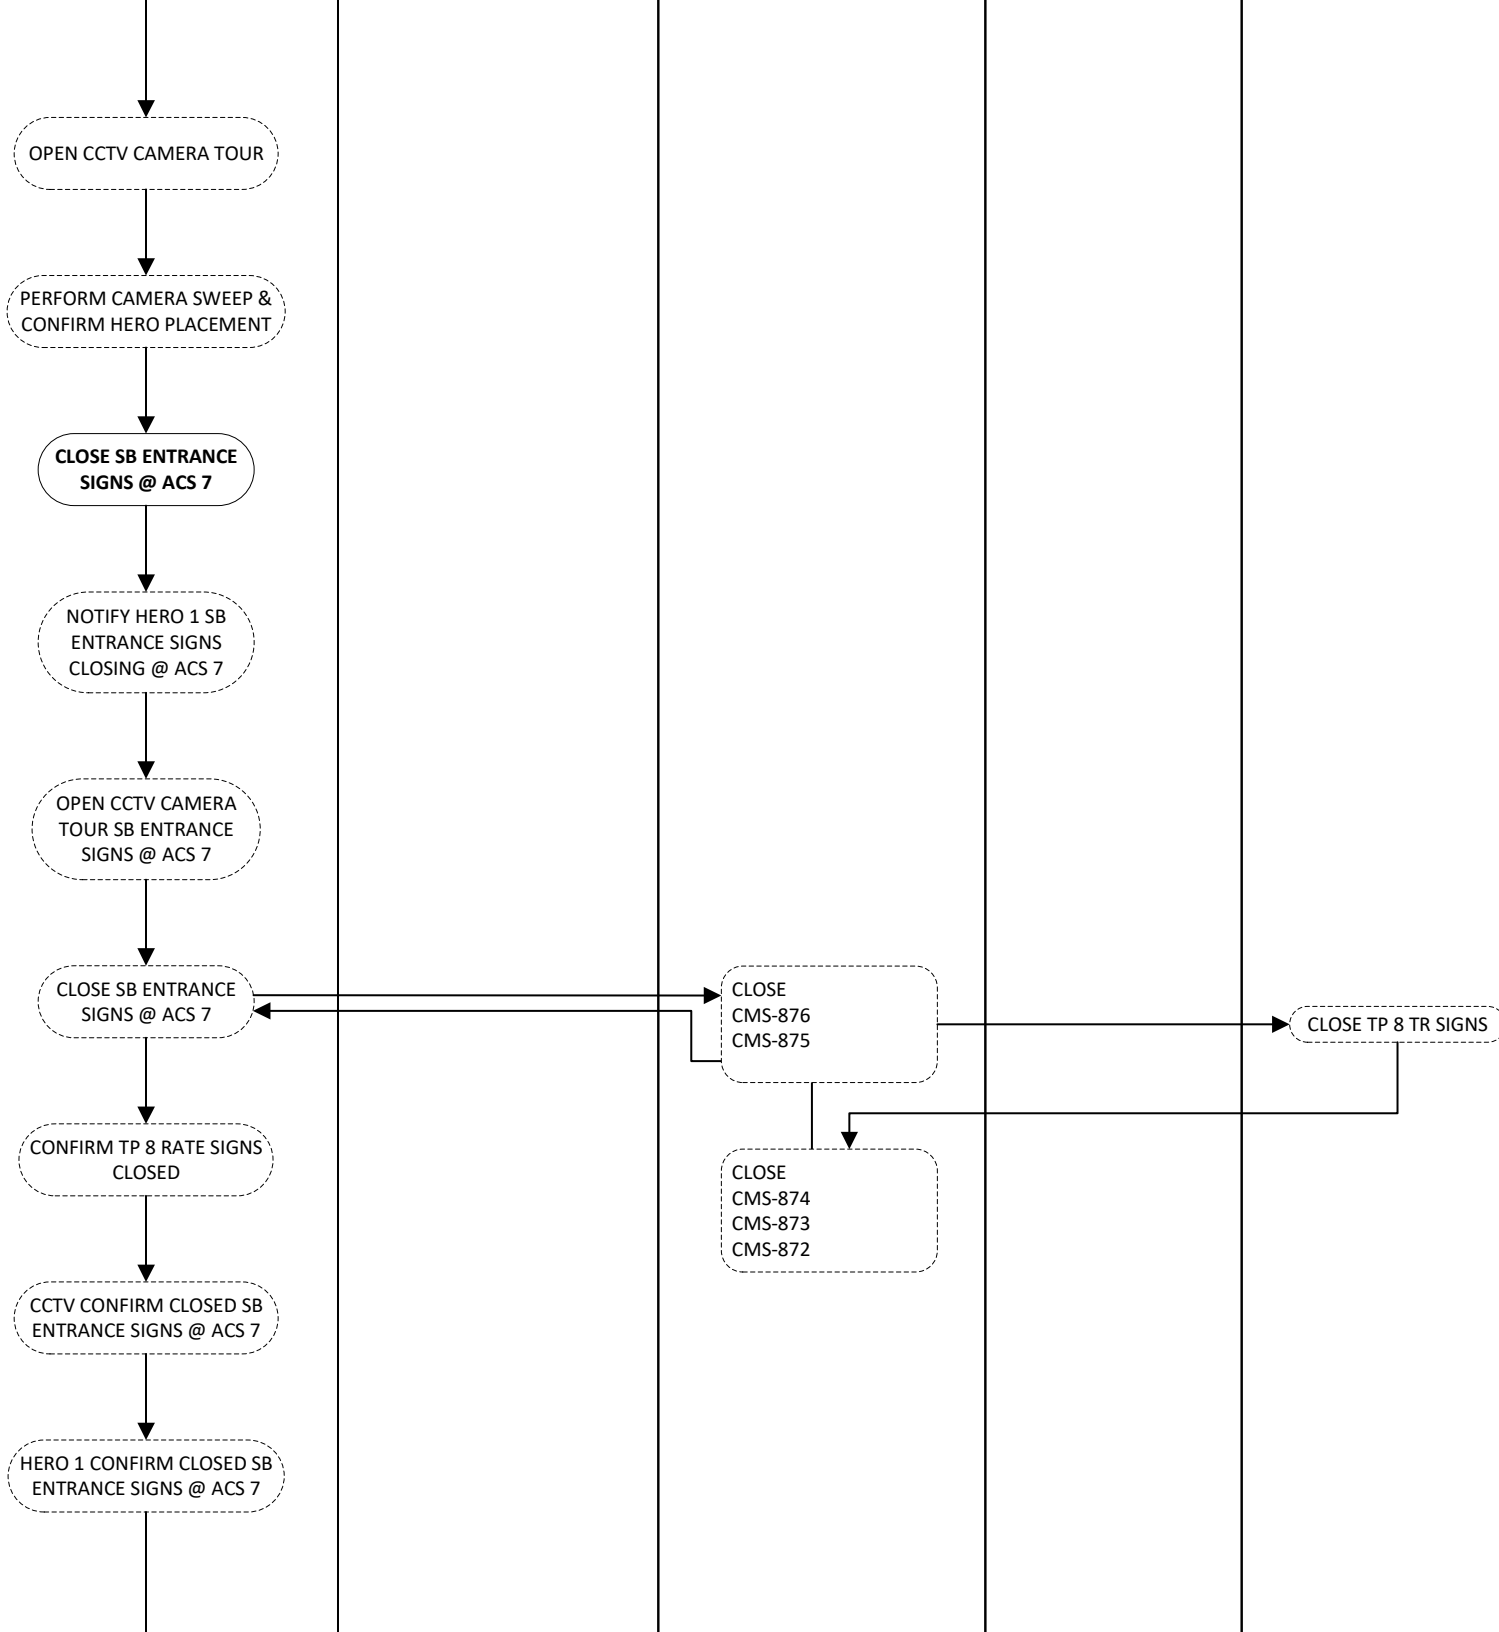 OPEN CCTV CAMERA TOUR
PERFORM CAMERA SWEEP &
CONFIRM HERO PLACEMENT
CLOSE SB ENTRANCE
SIGNS @ ACS 7
NOTIFY HERO 1 SB
ENTRANCE SIGNS
CLOSING @ ACS 7
OPEN CCTV CAMERA
TOUR SB ENTRANCE
SIGNS @ ACS 7
CLOSE SB ENTRANCE
SIGNS @ ACS 7
CLOSE
CMS-876
CMS-875
CLOSE TP 8 TR SIGNS
CONFIRM TP 8 RATE SIGNS
CLOSED
CLOSE
CMS-874
CMS-873
CMS-872
CCTV CONFIRM CLOSED SB
ENTRANCE SIGNS @ ACS 7
HERO 1 CONFIRM CLOSED SB
ENTRANCE SIGNS @ ACS 7